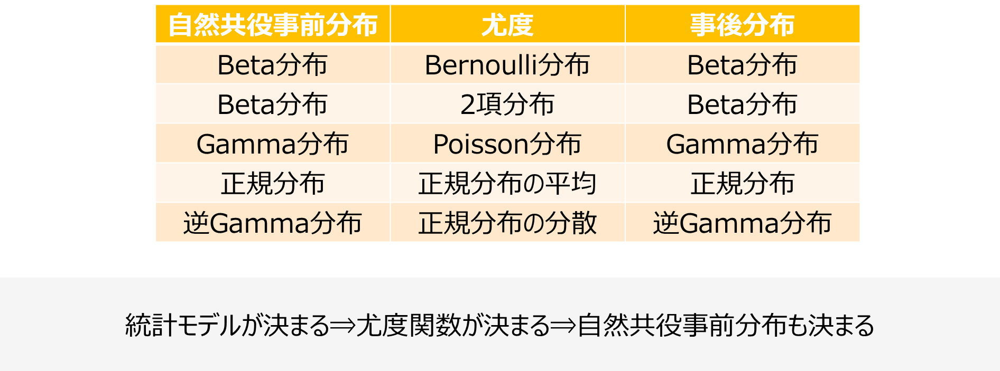 自然共役事前分布 尤度 事後分布
Beta分布 Bernoulli分布 Beta分布
Beta分布 2項分布 Beta分布
Gamma分布 Poisson分布 Gamma分布
正規分布 正規分布の平均 正規分布
逆Gamma分布 正規分布の分散 逆Gamma分布
統計モデルが決まる⇒尤度関数が決まる⇒自然共役事前分布も決まる